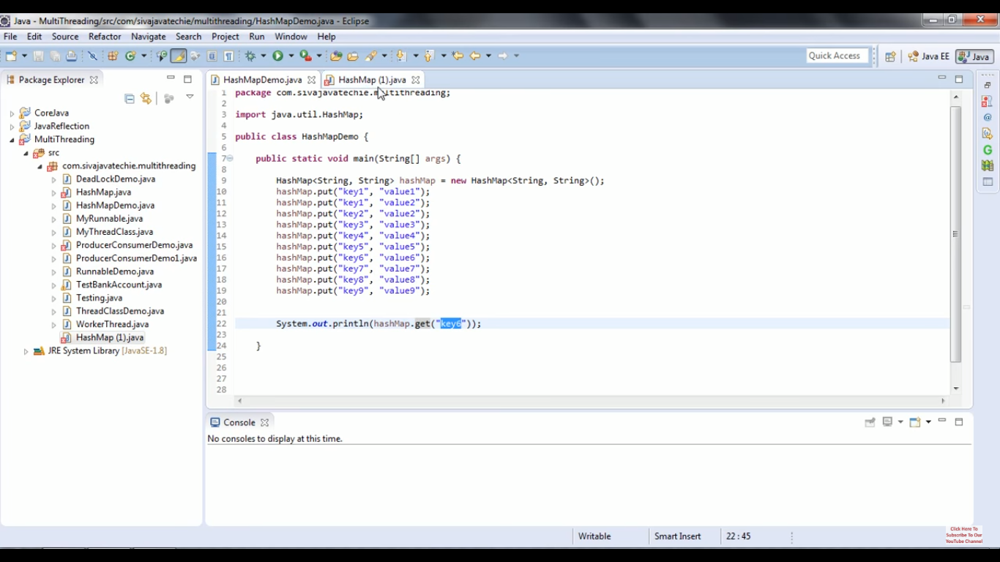 Java - MultiThreading/src/com/sivajavatechie/multithreading/HashMapDemo.java - Eclipse
File Edit Source Refactor Navigate Search Project Run Window Help
Quick Access Java EE Java
Package Explorer
CoreJava
JavaReflection
MultiThreading
src
com.sivajavatechie.multithreading
DeadLockDemo.java
HashMap.java
HashMapDemo.java
MyRunnable.java
MyThreadClass.java
ProducerConsumerDemo.java
ProducerConsumerDemo1.java
RunnableDemo.java
TestBankAccount.java
Testing.java
ThreadClassDemo.java
WorkerThread.java
HashMap (1).java
JRE System Library [JavaSE-1.8]
HashMapDemo.java HashMap (1).java
1 package com.sivajavatechie.multithreading;
2
3 import java.util.HashMap;
4
5 public class HashMapDemo {
6
7 public static void main(String[] args) {
8
9 HashMap<String, String> hashMap = new HashMap<String, String>();
10 hashMap.put("key1", "value1");
11 hashMap.put("key1", "value2");
12 hashMap.put("key2", "value2");
13 hashMap.put("key3", "value3");
14 hashMap.put("key4", "value4");
15 hashMap.put("key5", "value5");
16 hashMap.put("key6", "value6");
17 hashMap.put("key7", "value7");
18 hashMap.put("key8", "value8");
19 hashMap.put("key9", "value9");
20
21
22 System.out.println(hashMap.get("key6"));
23
24 }
25
26
27
28
Console
No consoles to display at this time.
Writable Smart Insert 22 : 45
Click Here To
Subscribe To Our
YouTube Channel